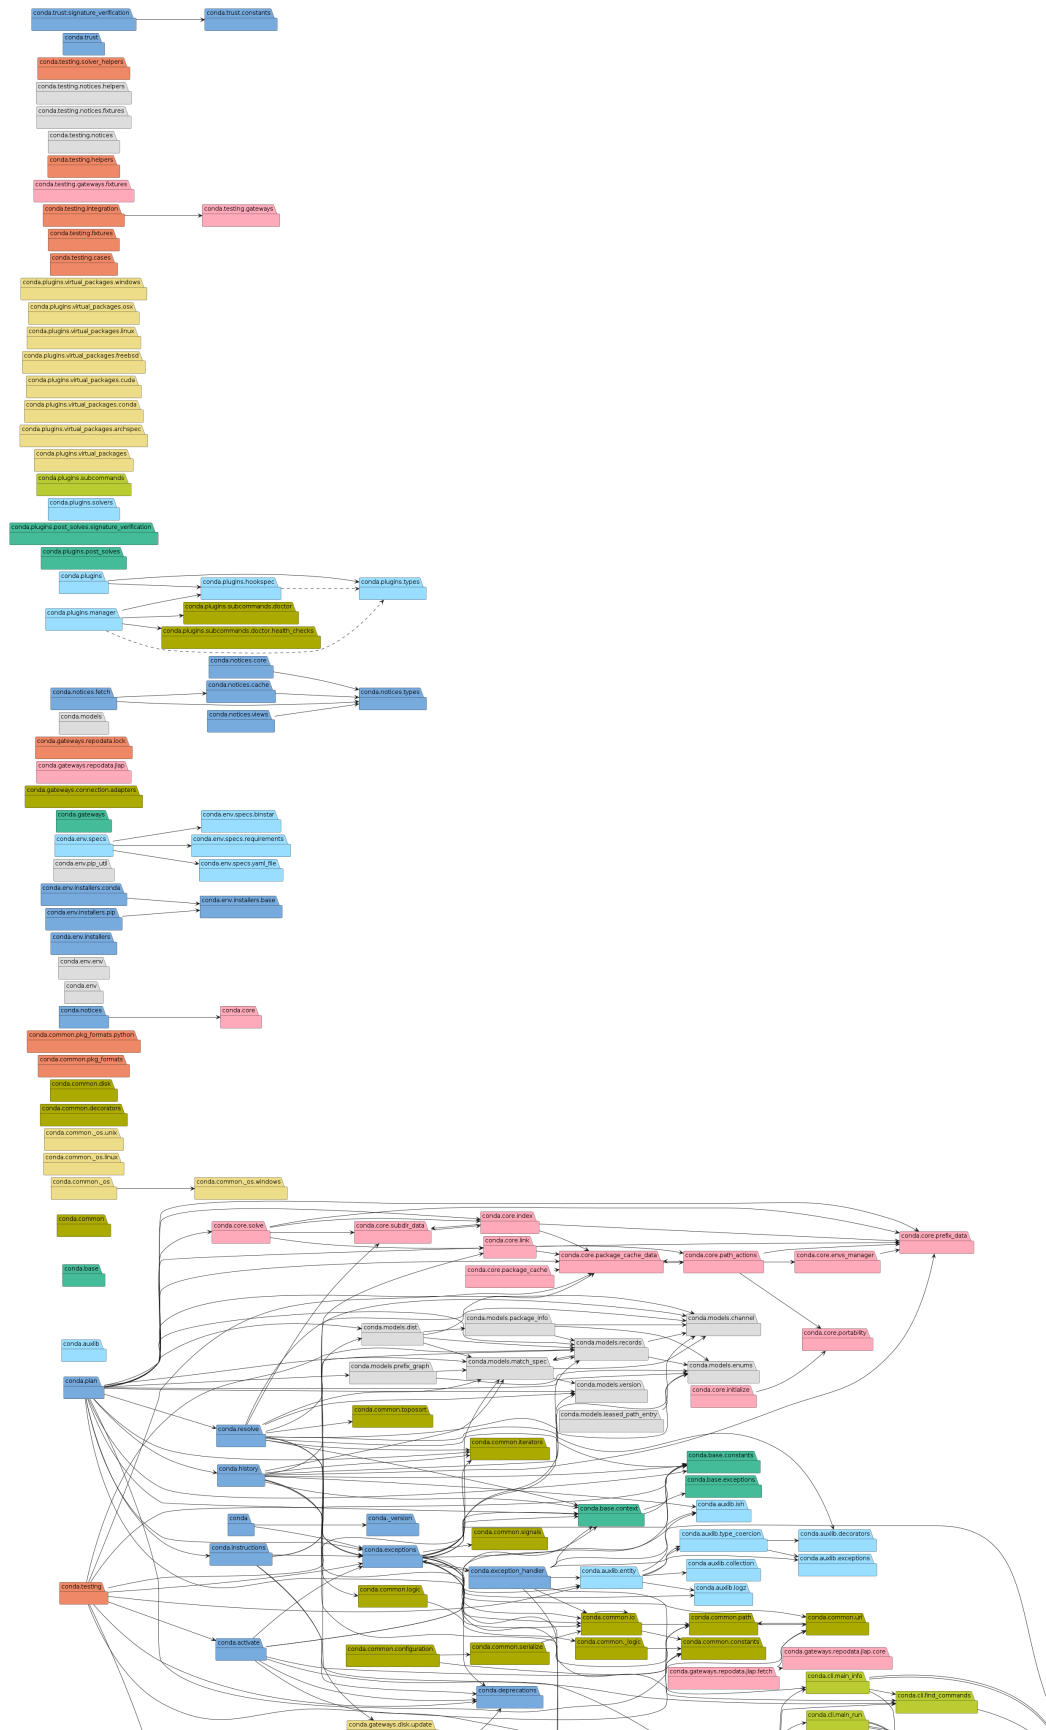 conda.trust.signature_verification
conda.trust.constants
conda.trust
conda.testing.solver_helpers
conda.testing.notices.helpers
conda.testing.notices.fixtures
conda.testing.notices
conda.testing.helpers
conda.testing.gateways.fixtures
conda.testing.integration
conda.testing.gateways
conda.testing.fixtures
conda.testing.cases
conda.plugins.virtual_packages.windows
conda.plugins.virtual_packages.osx
conda.plugins.virtual_packages.linux
conda.plugins.virtual_packages.freebsd
conda.plugins.virtual_packages.cuda
conda.plugins.virtual_packages.conda
conda.plugins.virtual_packages.archspec
conda.plugins.virtual_packages
conda.plugins.subcommands
conda.plugins.solvers
conda.plugins.post_solves.signature_verification
conda.plugins.post_solves
conda.plugins
conda.plugins.hookspec
conda.plugins.types
conda.plugins.manager
conda.plugins.subcommands.doctor
conda.plugins.subcommands.doctor.health_checks
conda.notices.core
conda.notices.fetch
conda.notices.cache
conda.notices.types
conda.notices.views
conda.models
conda.gateways.repodata.lock
conda.gateways.repodata.jlap
conda.gateways.connection.adapters
conda.gateways
conda.env.specs.binstar
conda.env.specs
conda.env.specs.requirements
conda.env.pip_util
conda.env.specs.yaml_file
conda.env.installers.conda
conda.env.installers.base
conda.env.installers.pip
conda.env.installers
conda.env.env
conda.env
conda.notices
conda.core
conda.common.pkg_formats.python
conda.common.pkg_formats
conda.common.disk
conda.common.decorators
conda.common._os.unix
conda.common._os.linux
conda.common._os
conda.common._os.windows
conda.common
conda.core.solve
conda.core.subdir_data
conda.core.index
conda.core.prefix_data
conda.core.link
conda.core.package_cache_data
conda.core.path_actions
conda.core.envs_manager
conda.base
conda.core.package_cache
conda.models.dist
conda.models.package_info
conda.models.channel
conda.core.portability
conda.auxlib
conda.models.records
conda.models.prefix_graph
conda.models.match_spec
conda.models.enums
conda.plan
conda.models.version
conda.core.initialize
conda.common.toposort
conda.models.leased_path_entry
conda.resolve
conda.common.iterators
conda.base.constants
conda.history
conda.base.exceptions
conda.base.context
conda.auxlib.ish
conda
conda._version
conda.common.signals
conda.auxlib.type_coercion
conda.auxlib.decorators
conda.instructions
conda.exceptions
conda.auxlib.exceptions
conda.exception_handler
conda.auxlib.entity
conda.auxlib.collection
conda.testing
conda.common.logic
conda.auxlib.logz
conda.common.io
conda.common.path
conda.common.url
conda.activate
conda.common.configuration
conda.common.serialize
conda.common._logic
conda.common.constants
conda.gateways.repodata.jlap.core
conda.gateways.repodata.jlap.fetch
conda.cli.main_info
conda.deprecations
conda.cli.find_commands
conda.cli.main_run
conda.gateways.disk.update